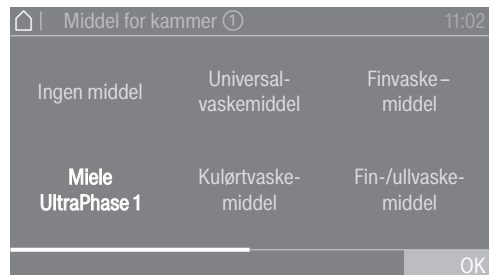 Middel for kammer ① 11:02
Ingen middel
Universal-
vaskemiddel
Finvaske–
middel
Miele
UltraPhase 1
Kulørtvaske-
middel
Fin-/ullvaske-
middel
OK